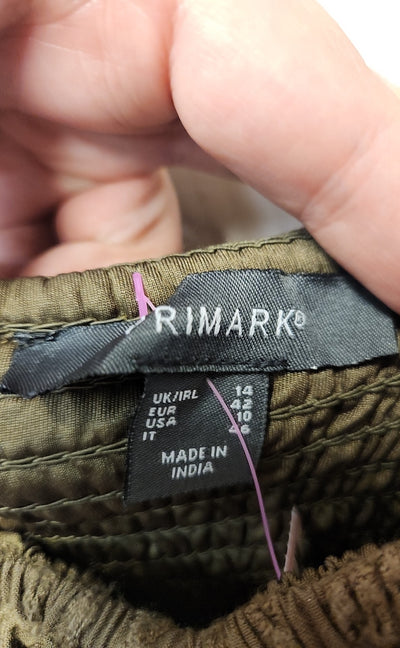 RIMARK®
UK/IRL 14
EUR 42
USA 10
IT 46
MADE IN
INDIA